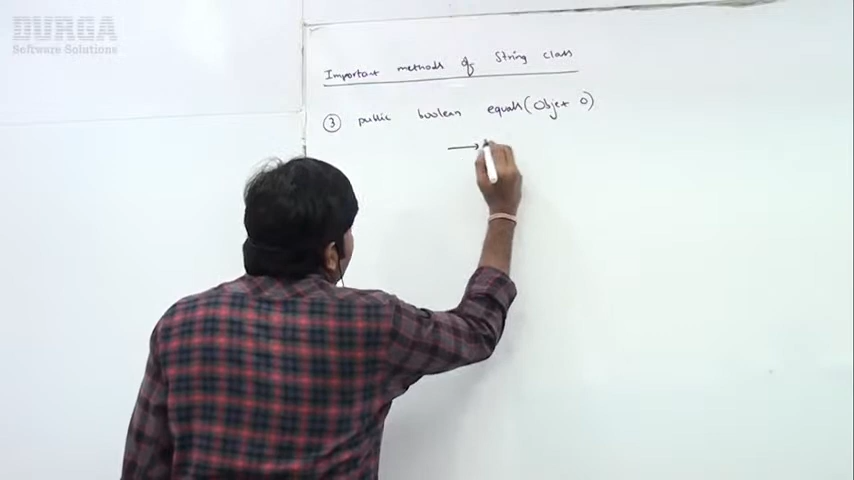 DURGA
Software Solutions
Important methods of String class
③ public boolean equals(Object o)
→